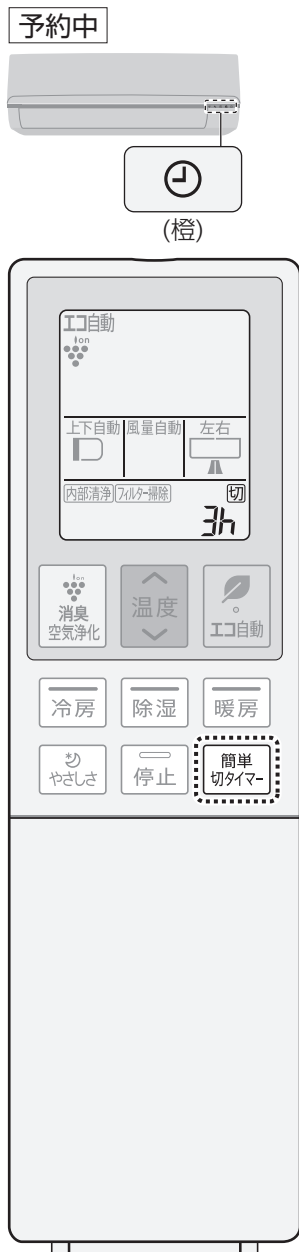 予約中
(橙)
エコ自動
ion
上下自動 風量自動 左右
内部清浄 フィルター掃除 切
3h
ion
消臭
空気浄化
温度
エコ自動
冷房 除湿 暖房
やさしさ
停止
簡単
切タイマー